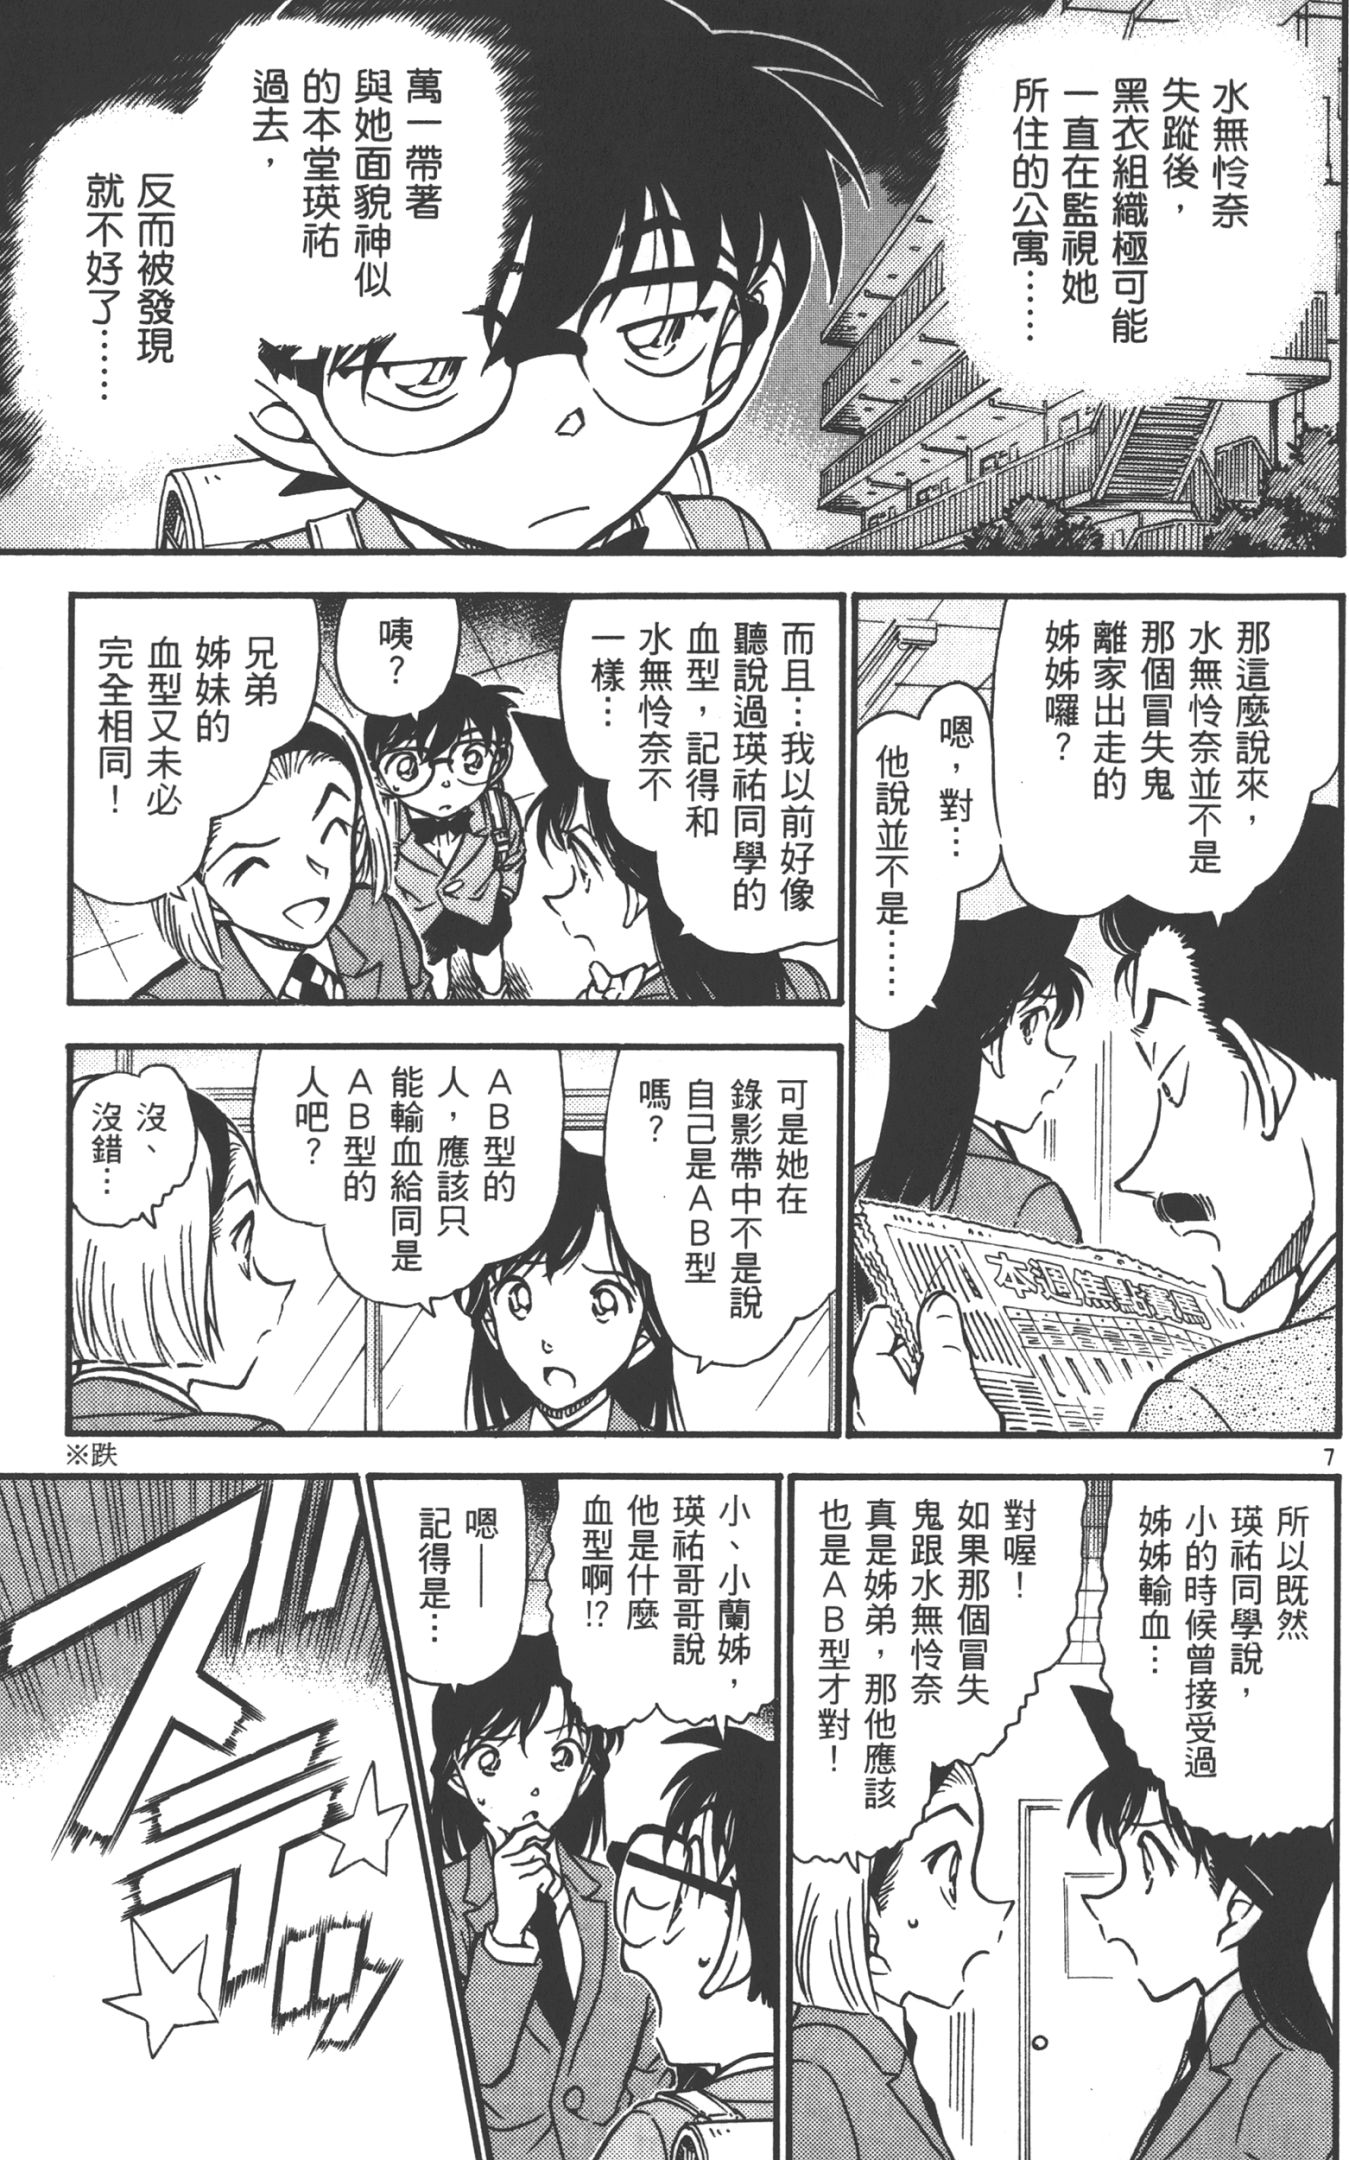 水無怜奈
失蹤後，
黑衣組織極可能
一直在監視她
所住的公寓……
萬一帶著
與她面貌神似
的本堂瑛祐
過去，
反而被發現
就不好了……
那這麼說來，
水無怜奈並不是
那個冒失鬼
離家出走的
姊姊囉？
嗯，對…
他說並不是……
本週焦點賽馬
而且…我以前好像
聽說過瑛祐同學的
血型，記得和
水無怜奈不
一樣…
咦？
兄弟
姊妹的
血型又未必
完全相同！
可是她在
錄影帶中不是說
自己是AB型
嗎？
AB型的
人，應該只
能輸血給同是
AB型的
人吧？
沒、
沒錯…
※跌
7
所以既然
瑛祐同學說，
小的時候曾接受過
姊姊輸血…
對喔！
如果那個冒失
鬼跟水無怜奈
真是姊弟，那他應該
也是AB型才對！
小、小蘭姊，
瑛祐哥哥說
他是什麼
血型啊!?
嗯——
記得是…
ズデッ